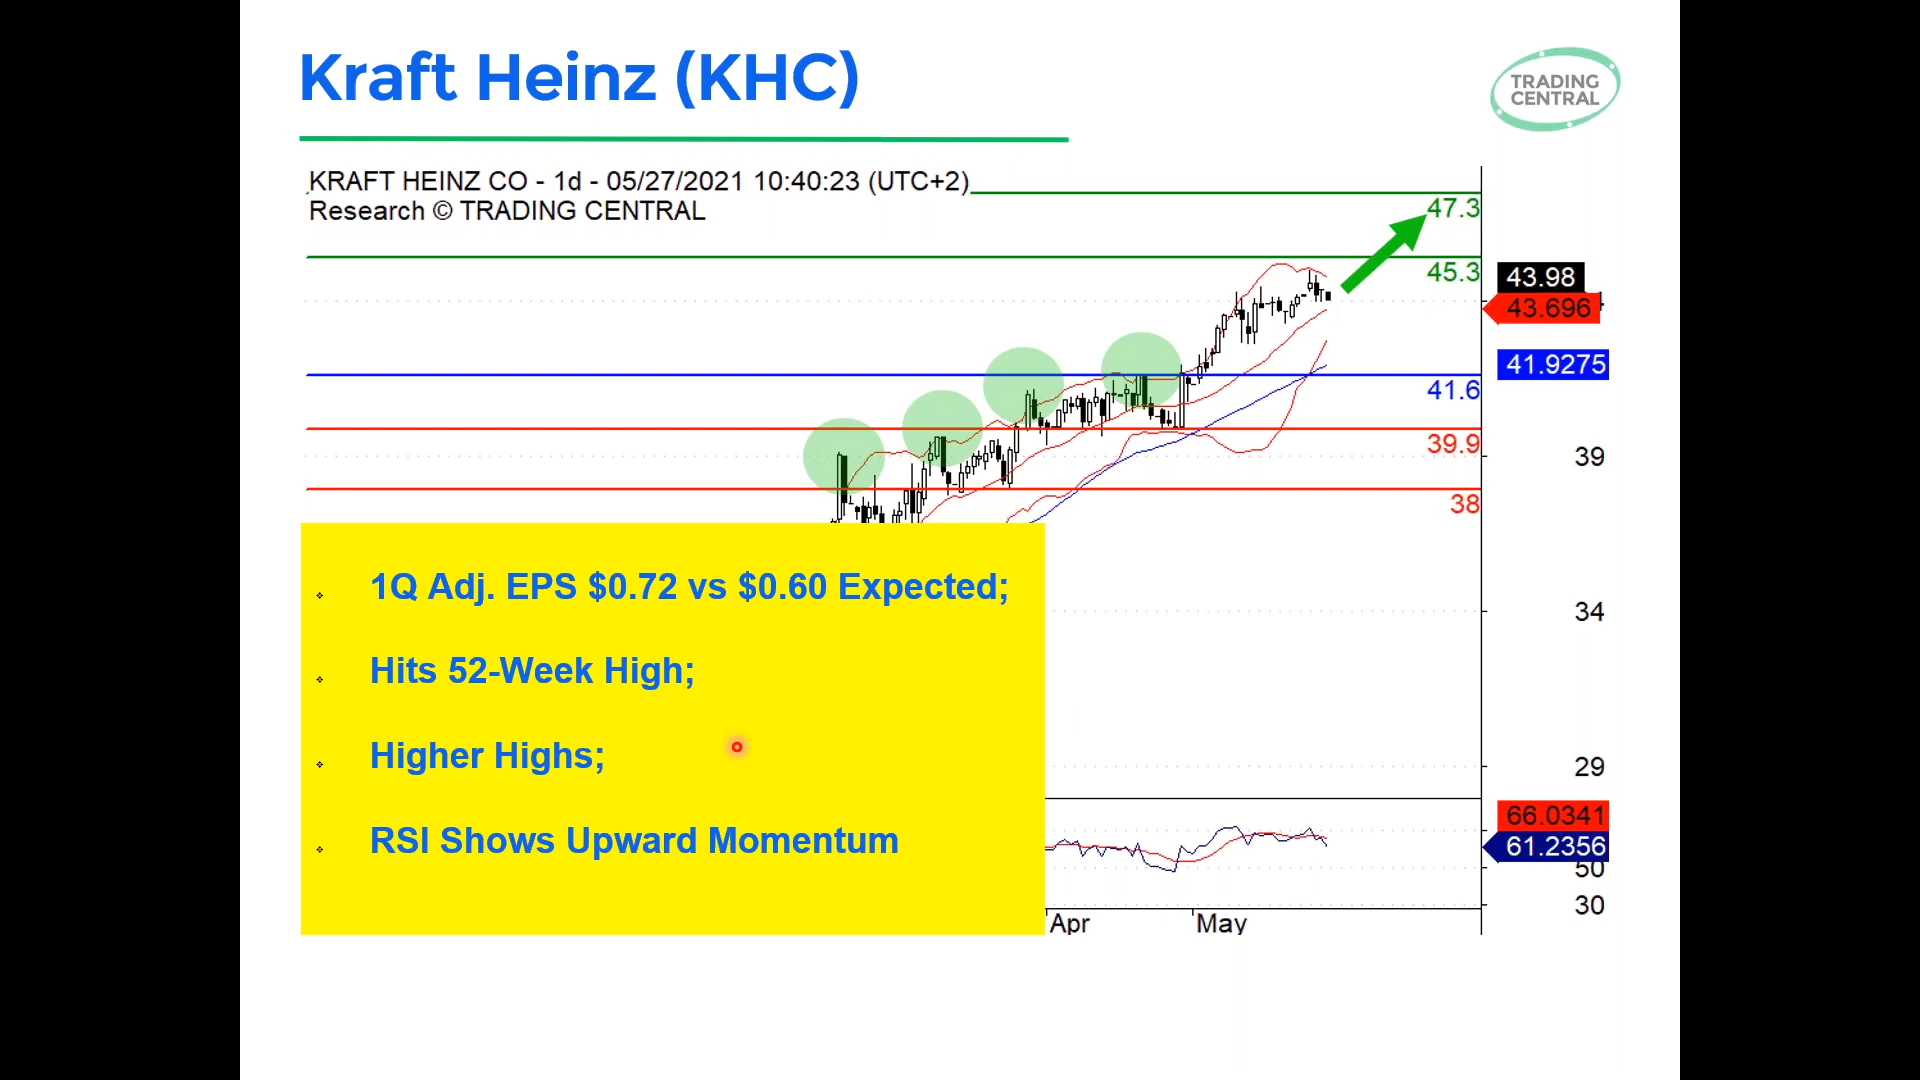 Kraft Heinz (KHC)
TRADING
CENTRAL
KRAFT HEINZ CO - 1d - 05/27/2021 10:40:23 (UTC+2)
Research © TRADING CENTRAL
47.3
45.3
43.98
43.696
41.9275
41.6
39.9
39
38
34
29
1Q Adj. EPS $0.72 vs $0.60 Expected;
Hits 52-Week High;
Higher Highs;
RSI Shows Upward Momentum
66.0341
61.2356
50
30
Apr
May